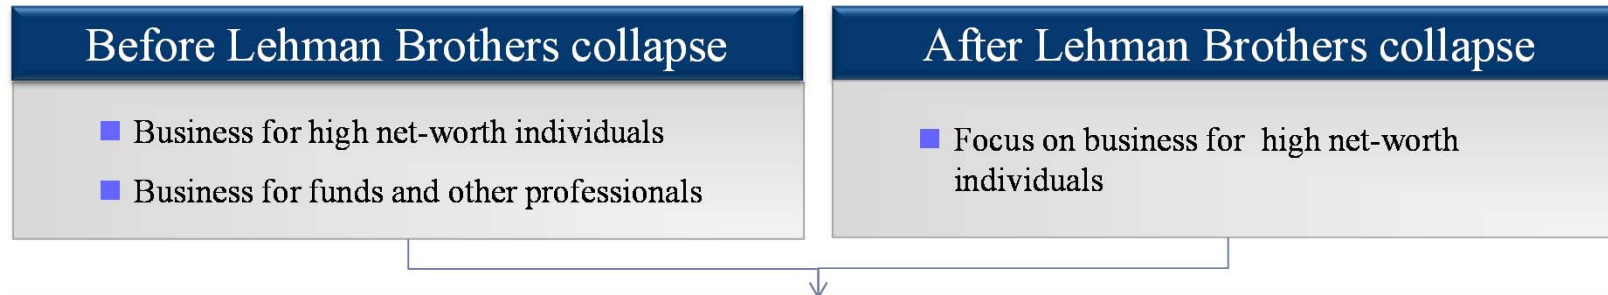 Before Lehman Brothers collapse
Business for high net-worth individuals
Business for funds and other professionals
After Lehman Brothers collapse
Focus on business for high net-worth
individuals